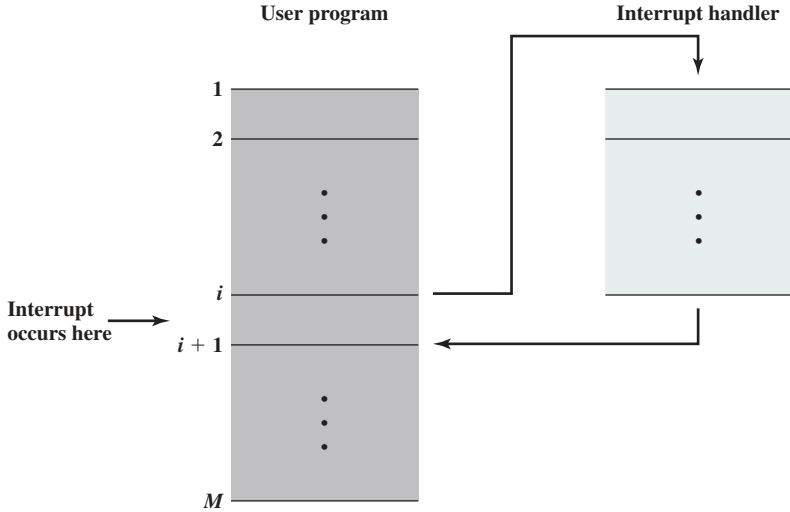 User program
Interrupt handler
1
2
i
Interrupt
occurs here
i + 1
M